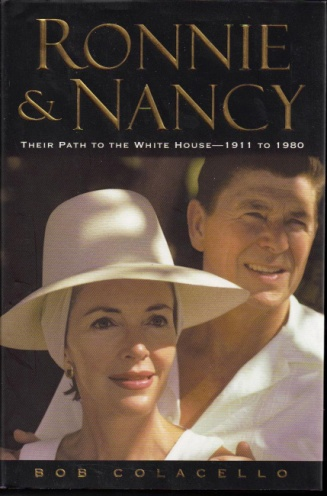 RONNIE
& NANCY
THEIR PATH TO THE WHITE HOUSE—1911 TO 1980
BOB COLACELLO